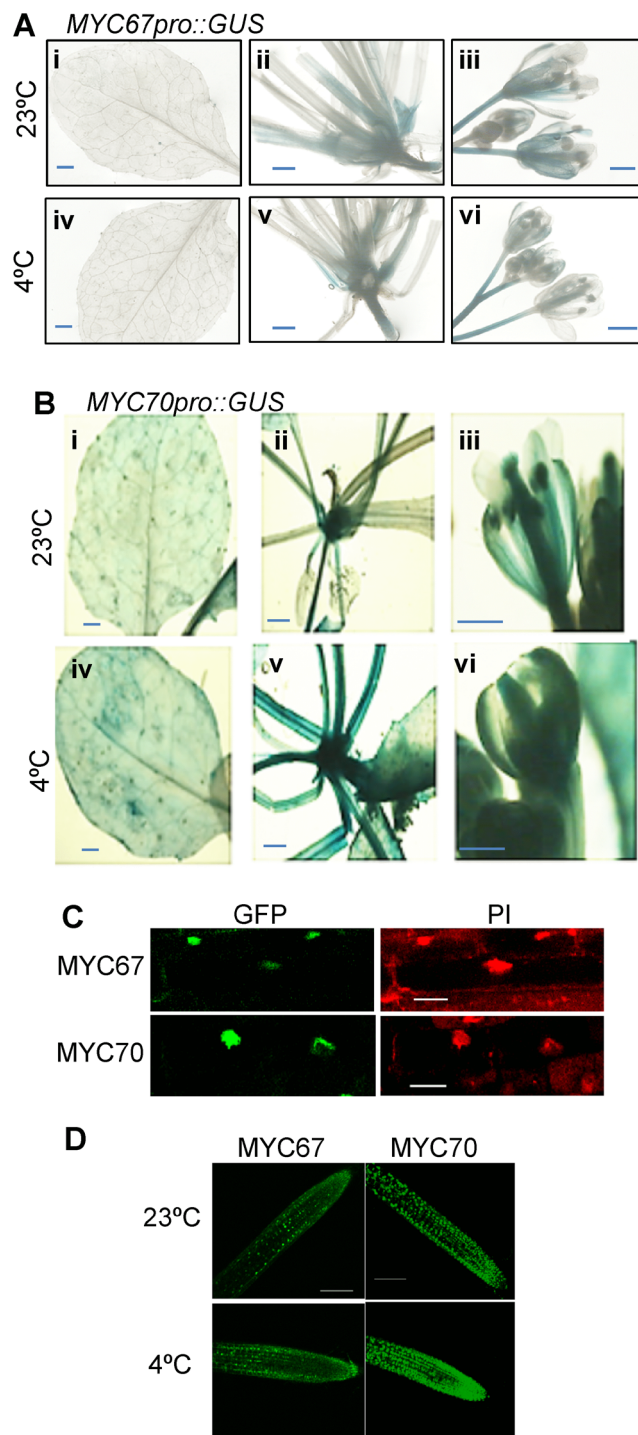 A MYC67pro::GUS
i ii iii
23ºC
iv v vi
4ºC
B MYC70pro::GUS
i ii iii
23ºC
iv v vi
4ºC
C GFP PI
MYC67
MYC70
D
MYC67 MYC70
23ºC
4ºC